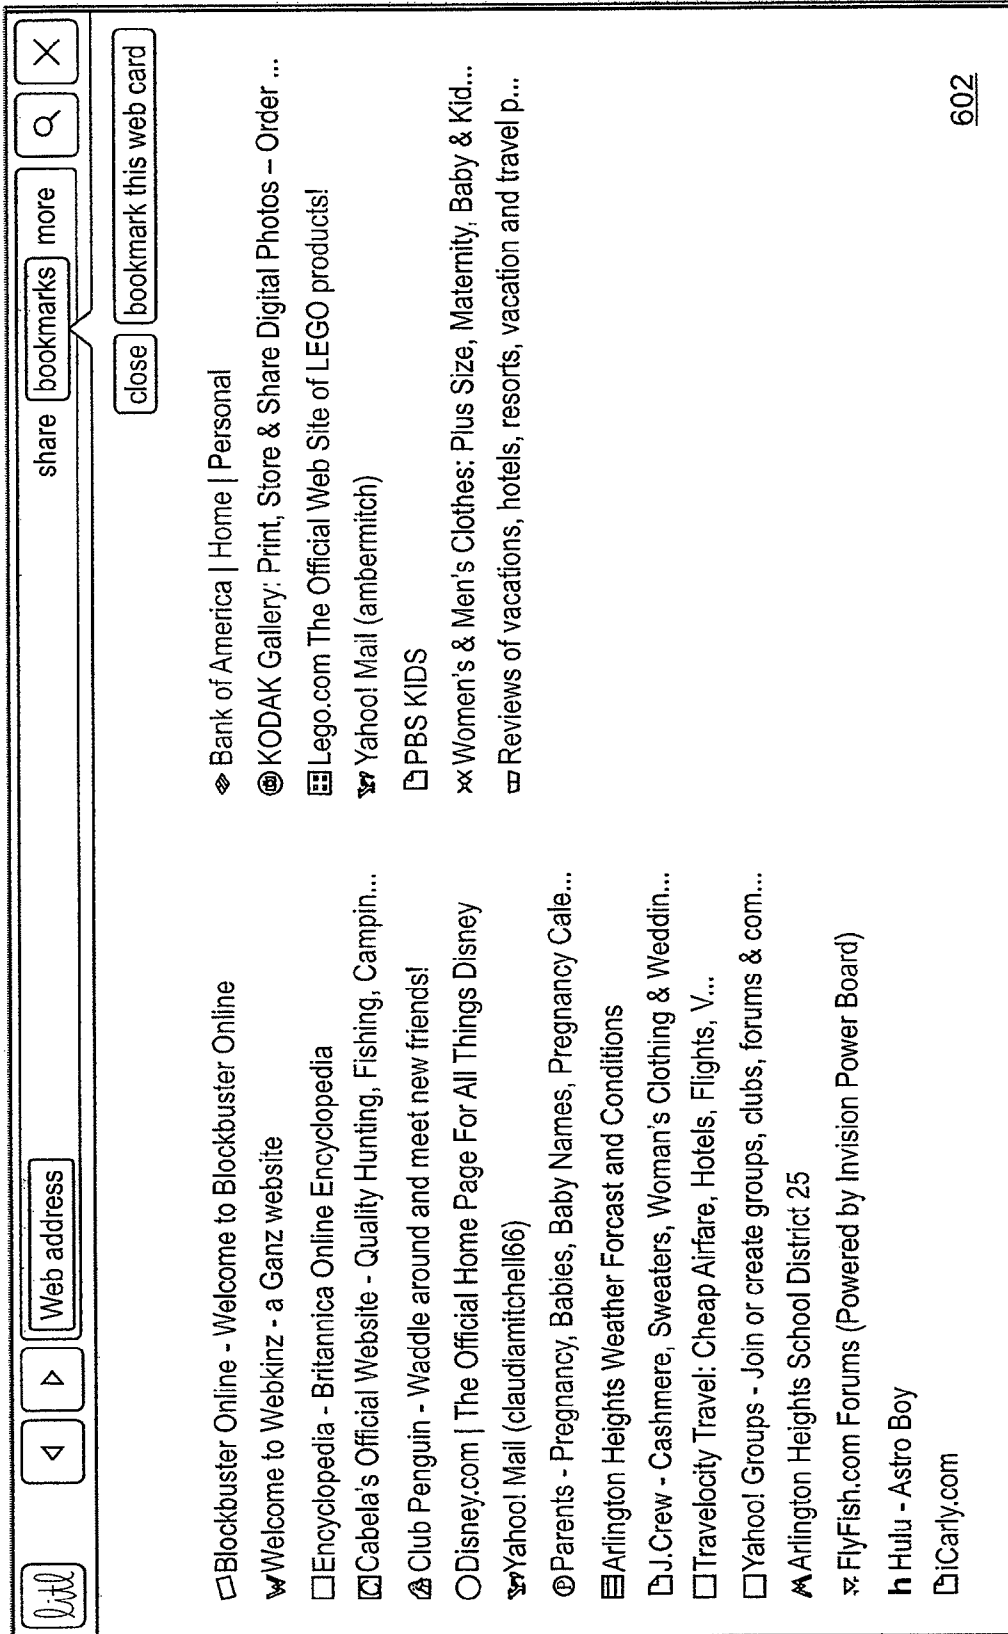 litl
Web address
share bookmarks more
close bookmark this web card
Blockbuster Online - Welcome to Blockbuster Online
Welcome to Webkinz - a Ganz website
Encyclopedia - Britannica Online Encyclopedia
Cabela's Official Website - Quality Hunting, Fishing, Campin...
Club Penguin - Waddle around and meet new friends!
Disney.com | The Official Home Page For All Things Disney
Yahoo! Mail (claudiamitchell66)
Parents - Pregnancy, Babies, Baby Names, Pregnancy Cale...
Arlington Heights Weather Forcast and Conditions
J.Crew - Cashmere, Sweaters, Woman's Clothing & Weddin...
Travelocity Travel: Cheap Airfare, Hotels, Flights, V...
Yahoo! Groups - Join or create groups, clubs, forums & com...
Arlington Heights School District 25
FlyFish.com Forums (Powered by Invision Power Board)
h Hulu - Astro Boy
iCarly.com
Bank of America | Home | Personal
KODAK Gallery: Print, Store & Share Digital Photos – Order ...
Lego.com The Official Web Site of LEGO products!
Yahoo! Mail (ambermitch)
PBS KIDS
Women's & Men's Clothes: Plus Size, Maternity, Baby & Kid...
Reviews of vacations, hotels, resorts, vacation and travel p...
602